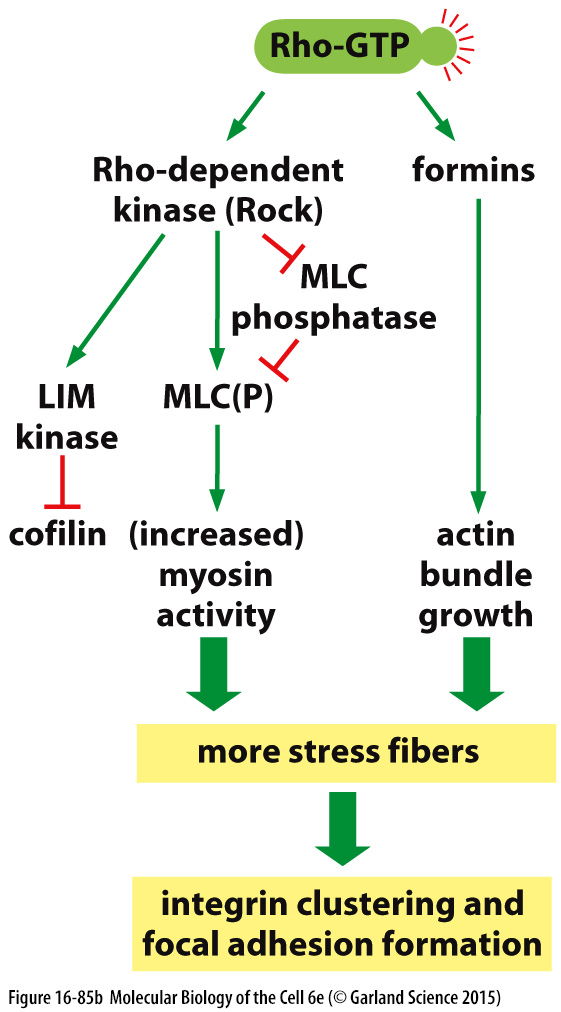 Rho-GTP
Rho-dependent
kinase (Rock)
formins
MLC
phosphatase
LIM
kinase
MLC(P)
cofilin
(increased)
myosin
activity
actin
bundle
growth
more stress fibers
integrin clustering and
focal adhesion formation
Figure 16-85b Molecular Biology of the Cell 6e (© Garland Science 2015)